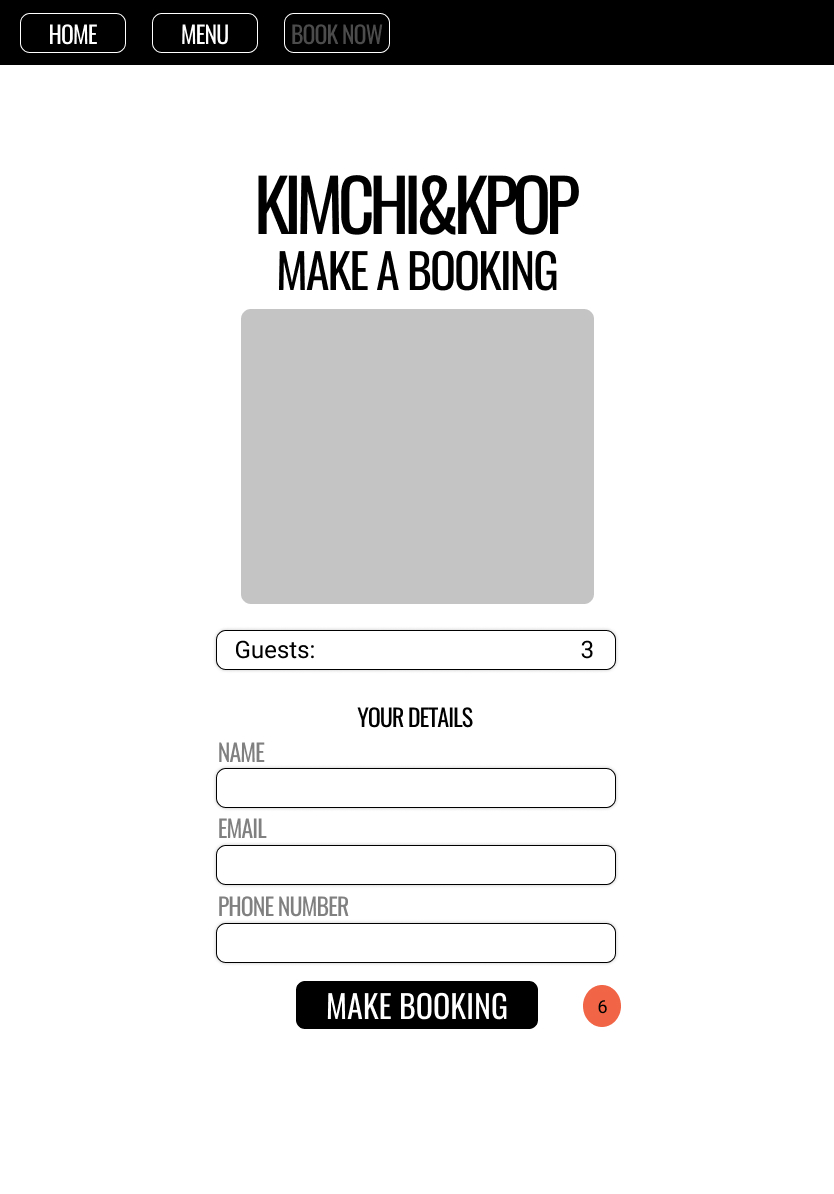 HOME MENU BOOK NOW
KIMCHI&KPOP
MAKE A BOOKING
Guests: 3
YOUR DETAILS
NAME
EMAIL
PHONE NUMBER
MAKE BOOKING 6